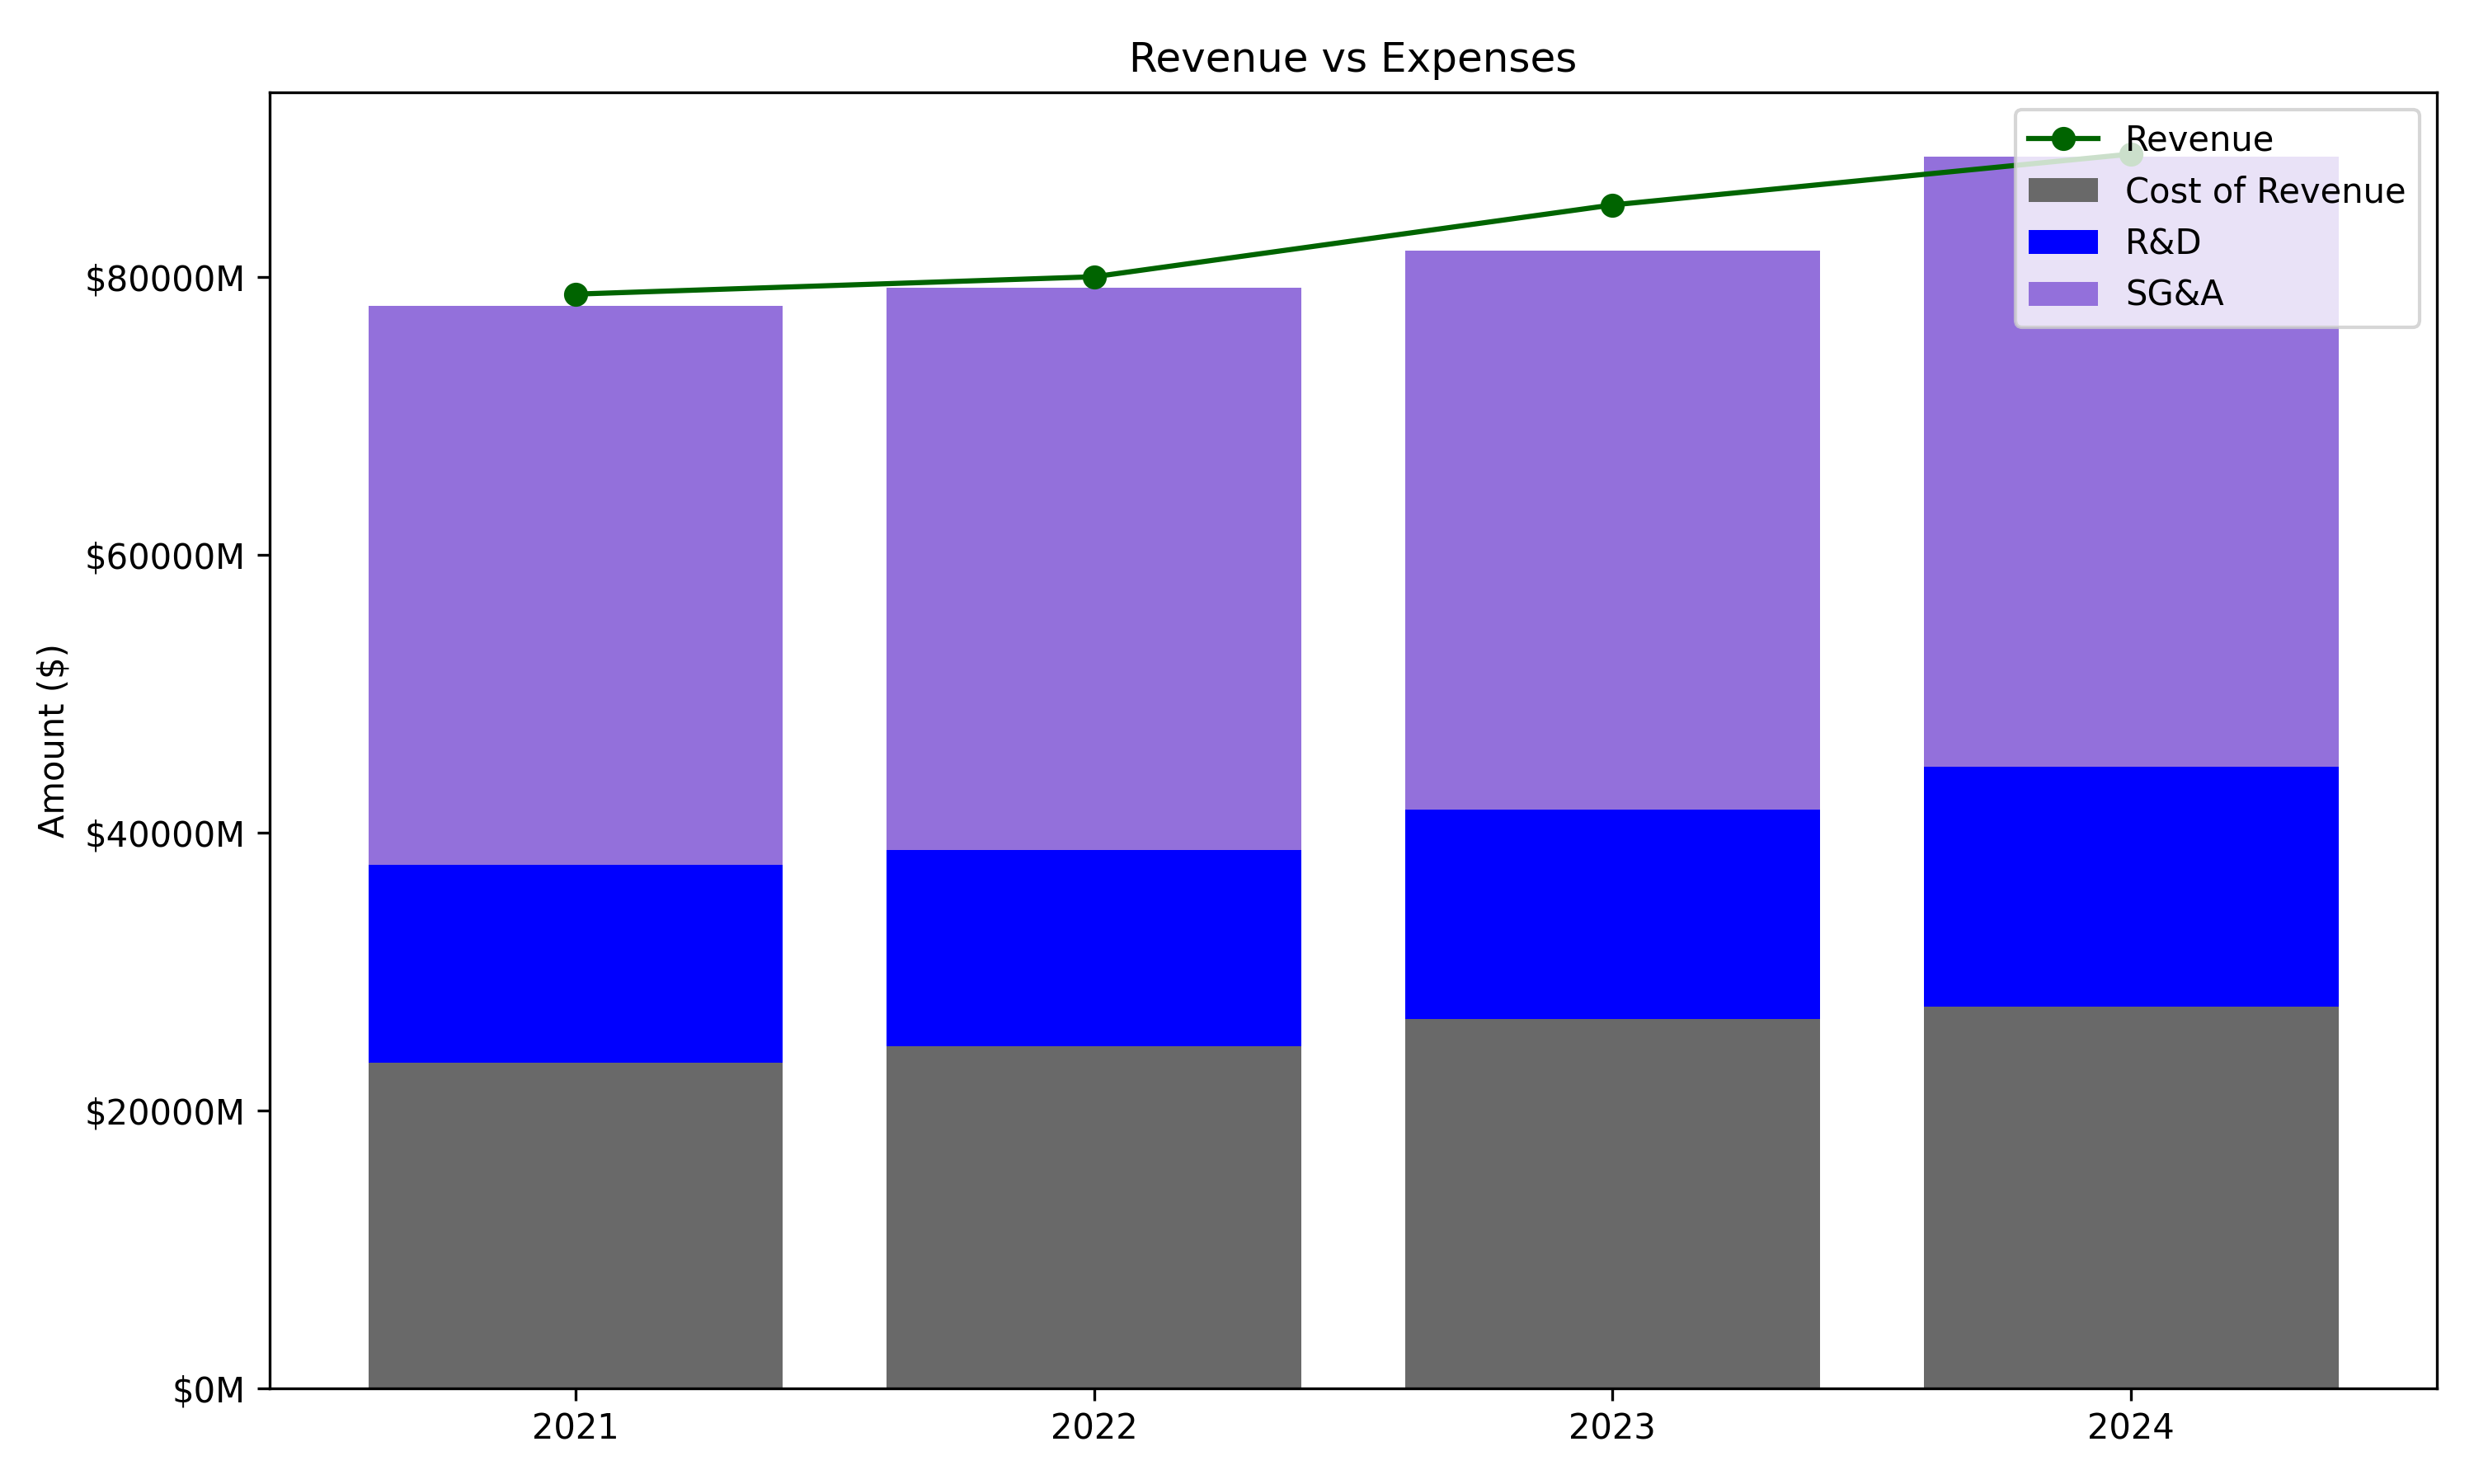 Revenue vs Expenses
Revenue
Cost of Revenue
R&D
SG&A
Amount ($)
$80000M
$60000M
$40000M
$20000M
$0M
2021
2022
2023
2024